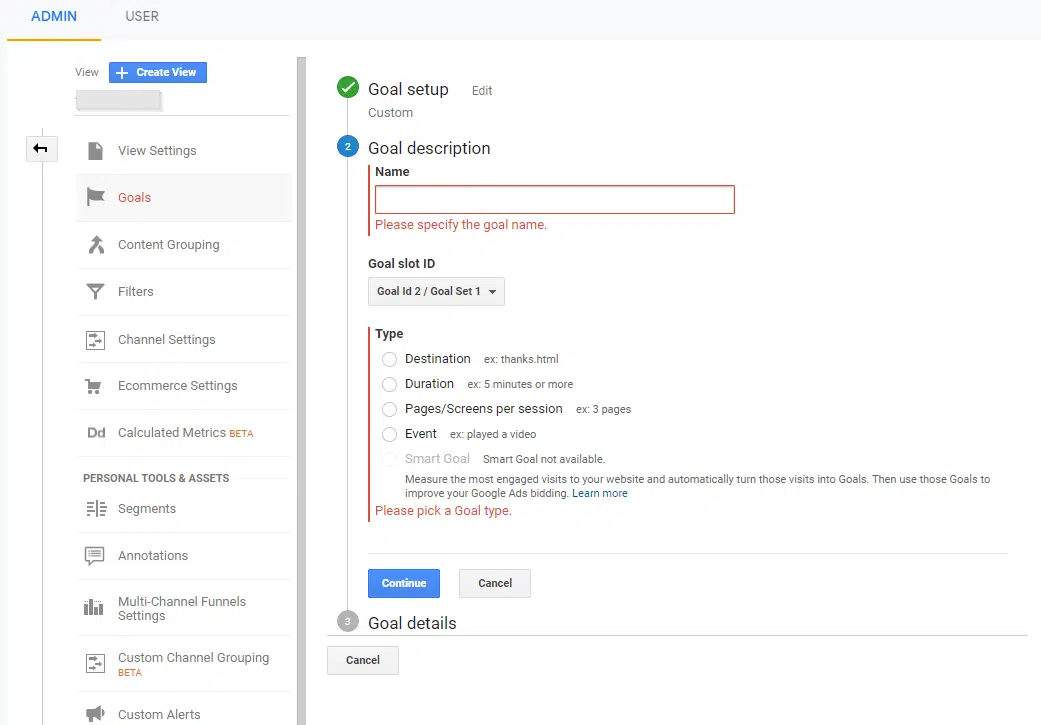 ADMIN USER
View + Create View
View Settings
Goals
Content Grouping
Filters
Channel Settings
Ecommerce Settings
Dd Calculated Metrics BETA
PERSONAL TOOLS & ASSETS
Segments
Annotations
Multi-Channel Funnels
Settings
Custom Channel Grouping
BETA
Custom Alerts
Goal setup Edit
Custom
2 Goal description
Name
Please specify the goal name.
Goal slot ID
Goal Id 2 / Goal Set 1
Type
Destination ex: thanks.html
Duration ex: 5 minutes or more
Pages/Screens per session ex: 3 pages
Event ex: played a video
Smart Goal Smart Goal not available.
Measure the most engaged visits to your website and automatically turn those visits into Goals. Then use those Goals to
improve your Google Ads bidding. Learn more
Please pick a Goal type.
Continue Cancel
3 Goal details
Cancel